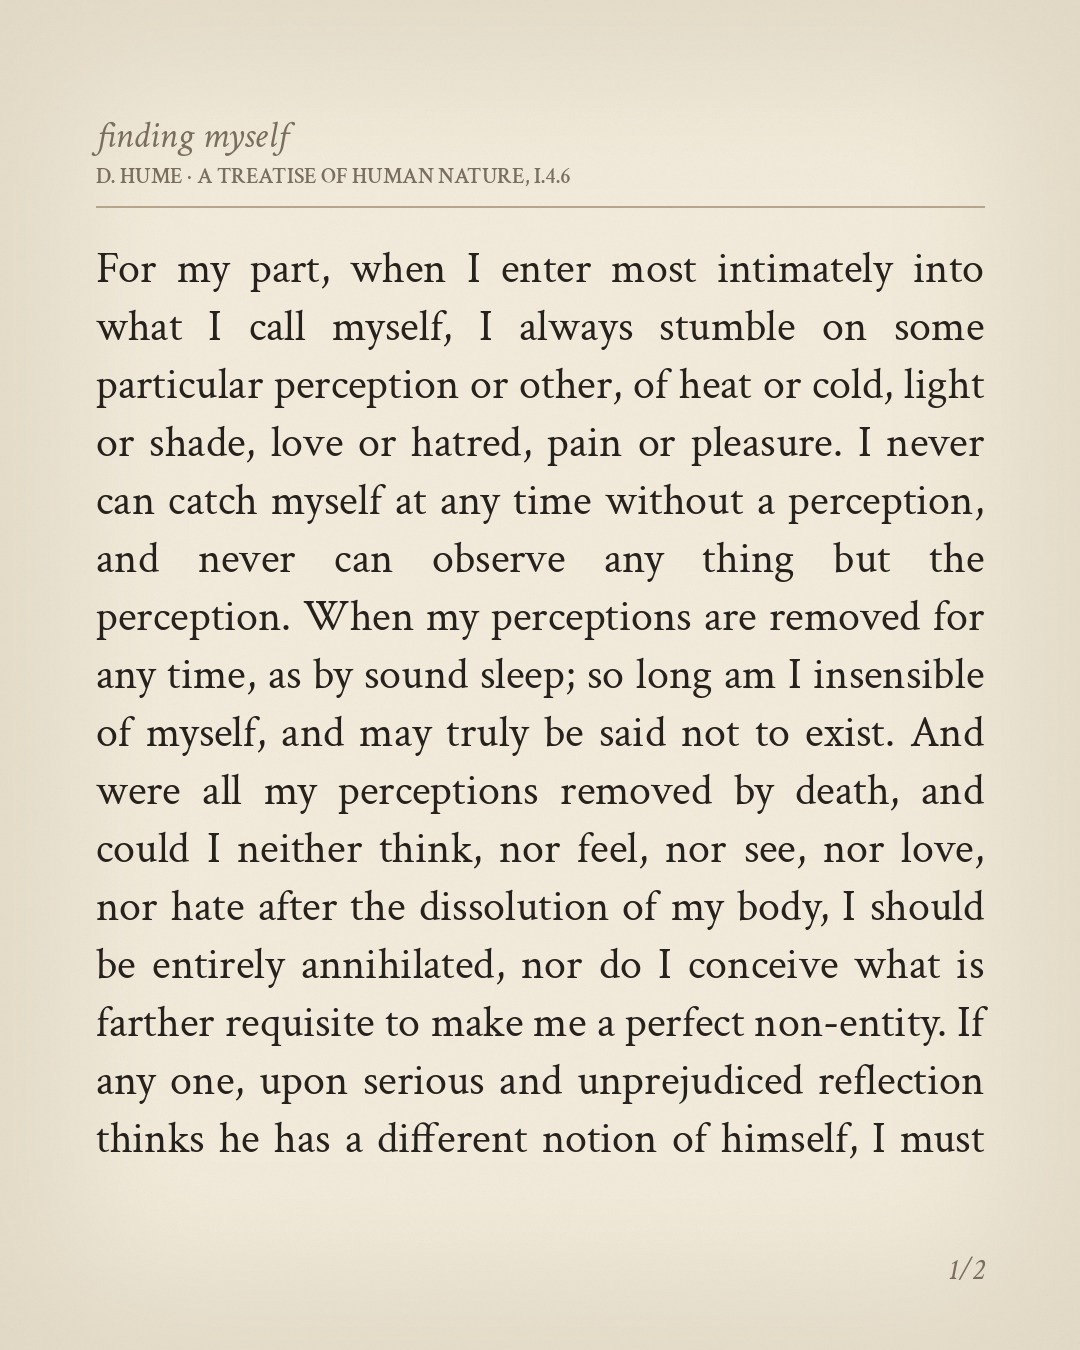 finding myself
D. HUME · A TREATISE OF HUMAN NATURE, I.4.6
For my part, when I enter most intimately into
what I call myself, I always stumble on some
particular perception or other, of heat or cold, light
or shade, love or hatred, pain or pleasure. I never
can catch myself at any time without a perception,
and never can observe any thing but the
perception. When my perceptions are removed for
any time, as by sound sleep; so long am I insensible
of myself, and may truly be said not to exist. And
were all my perceptions removed by death, and
could I neither think, nor feel, nor see, nor love,
nor hate after the dissolution of my body, I should
be entirely annihilated, nor do I conceive what is
farther requisite to make me a perfect non-entity. If
any one, upon serious and unprejudiced reflection
thinks he has a different notion of himself, I must
1/2